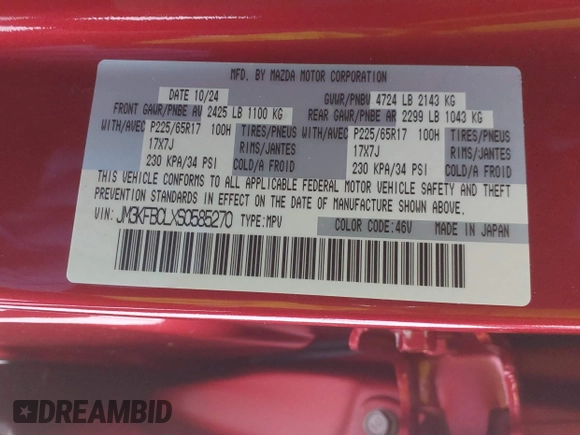 MFD. BY MAZDA MOTOR CORPORATION
DATE 10/24 GVWR/PNBV 4724 LB 2143 KG
FRONT GAWR/PNBE AV 2425 LB 1100 KG REAR GAWR/PNBE AR 2299 LB 1043 KG
WITH/AVEC P225/65R17 100H TIRES/PNEUS WITH/AVEC P225/65R17 100H TIRES/PNEUS
17X7J RIMS/JANTES 17X7J RIMS/JANTES
230 KPA/34 PSI COLD/A FROID 230 KPA/34 PSI COLD/A FROID
THIS VEHICLE CONFORMS TO ALL APPLICABLE FEDERAL MOTOR VEHICLE SAFETY AND THEFT
PREVENTION STANDARDS IN EFFECT ON THE DATE OF MANUFACTURE SHOWN ABOVE.
VIN: JM3KFBCLXS0585270 TYPE:MPV COLOR CODE:46V MADE IN JAPAN
DREAMBID